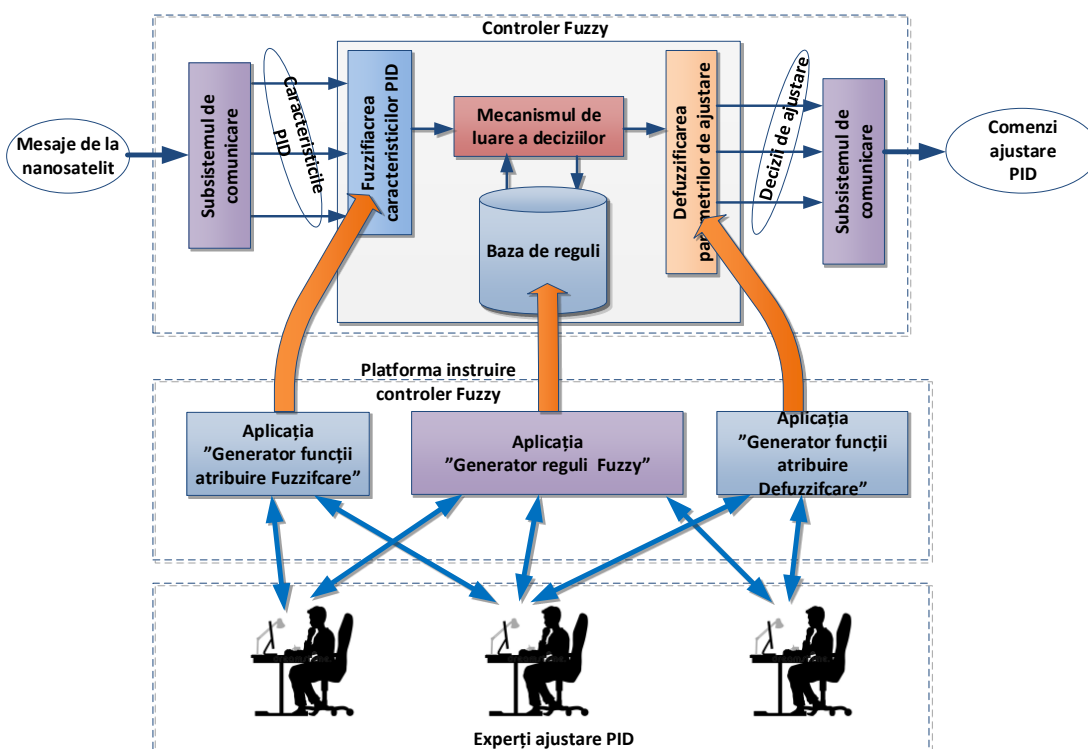 Controler Fuzzy
Mesaje de la
nanosatelit
Subsistemul de
comunicare
Caracteristicile
PID
Fuzzifiacrea
caracteristicilor PID
Mecanismul de
luare a deciziilor
Baza de reguli
Defuzzificarea
parametrilor de ajustare
Decizii de ajustare
Subsistemul de
comunicare
Comenzi
ajustare
PID
Platforma instruire
controler Fuzzy
Aplicația
”Generator funcții
atribuire Fuzzifcare”
Aplicația
”Generator reguli Fuzzy”
Aplicația
”Generator funcții
atribuire
Defuzzifcare”
Experți ajustare PID